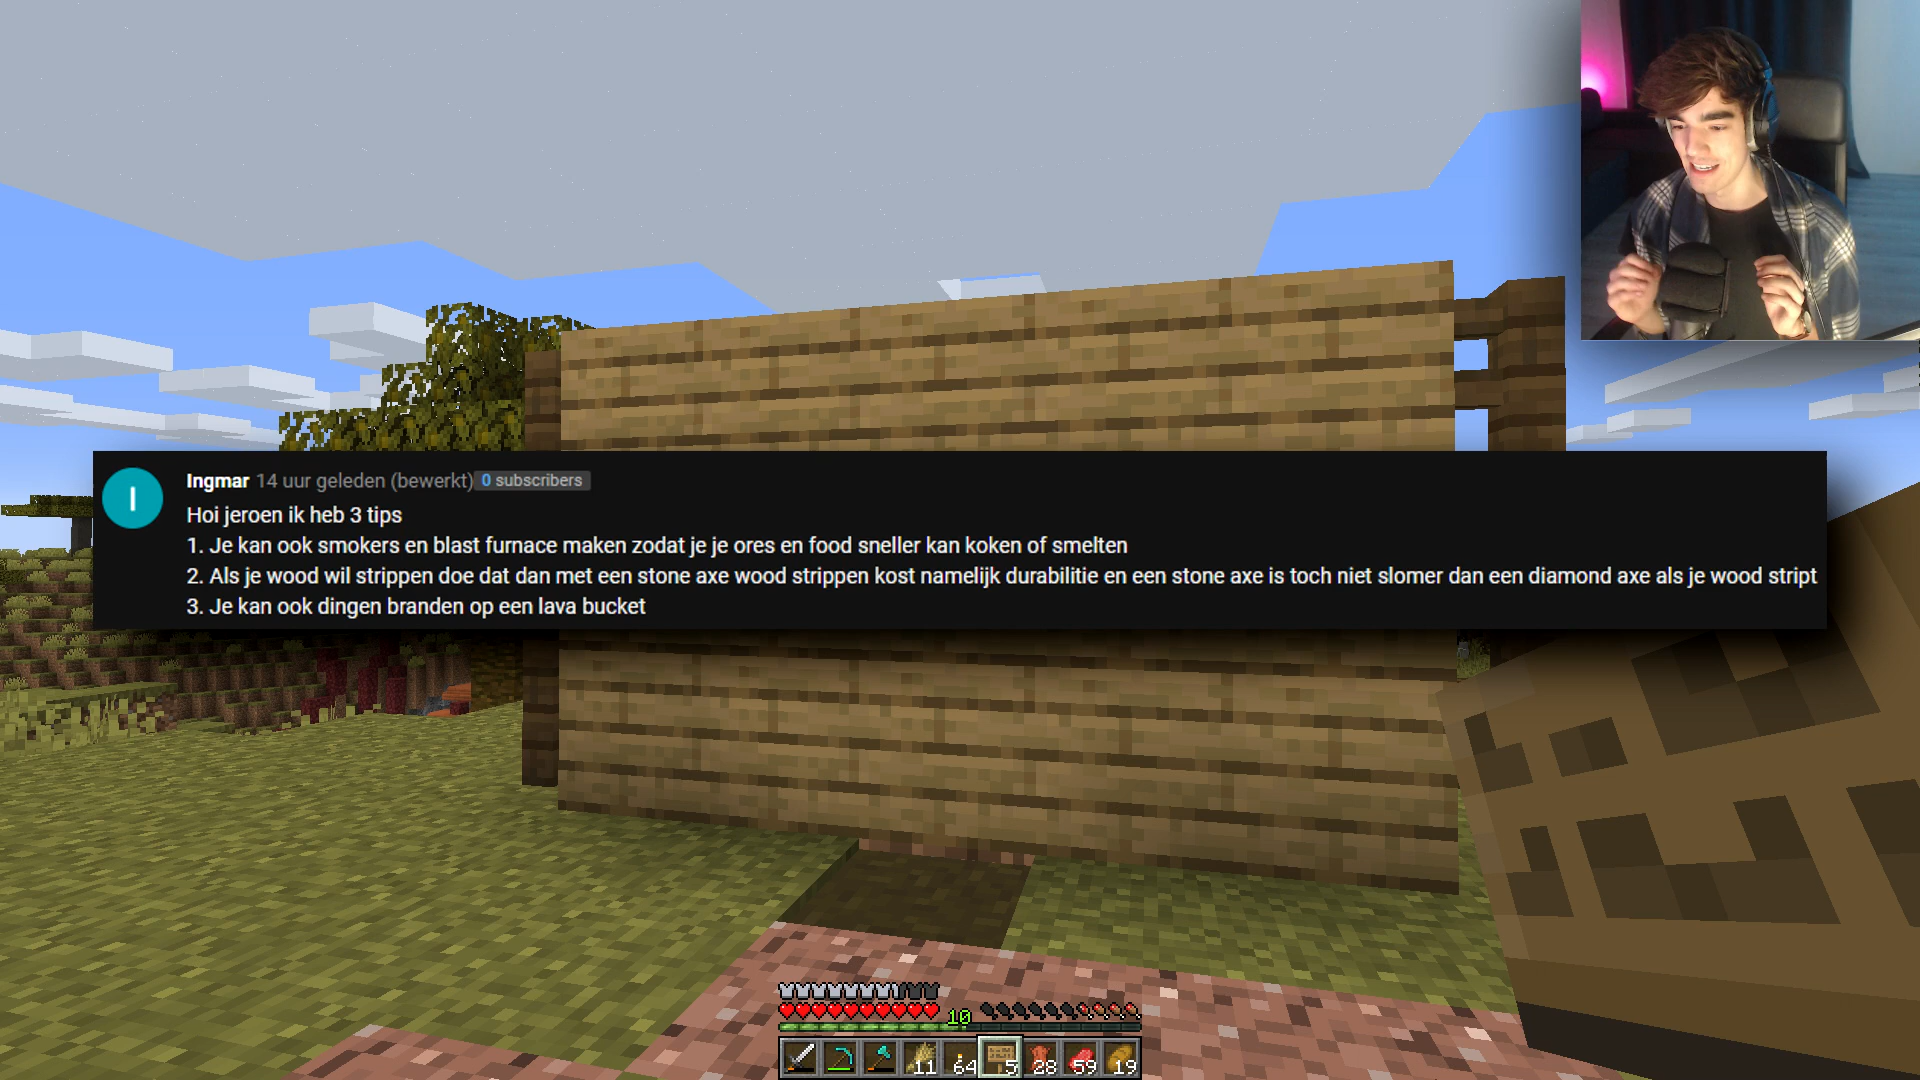 Ingmar 14 uur geleden (bewerkt) 0 subscribers
Hoi jeroen ik heb 3 tips
1. Je kan ook smokers en blast furnace maken zodat je je ores en food sneller kan koken of smelten
2. Als je wood wil strippen doe dat dan met een stone axe wood strippen kost namelijk durabilitie en een stone axe is toch niet slomer dan een diamond axe als je wood stript
3. Je kan ook dingen branden op een lava bucket
I
10
11 64 5 28 59 19